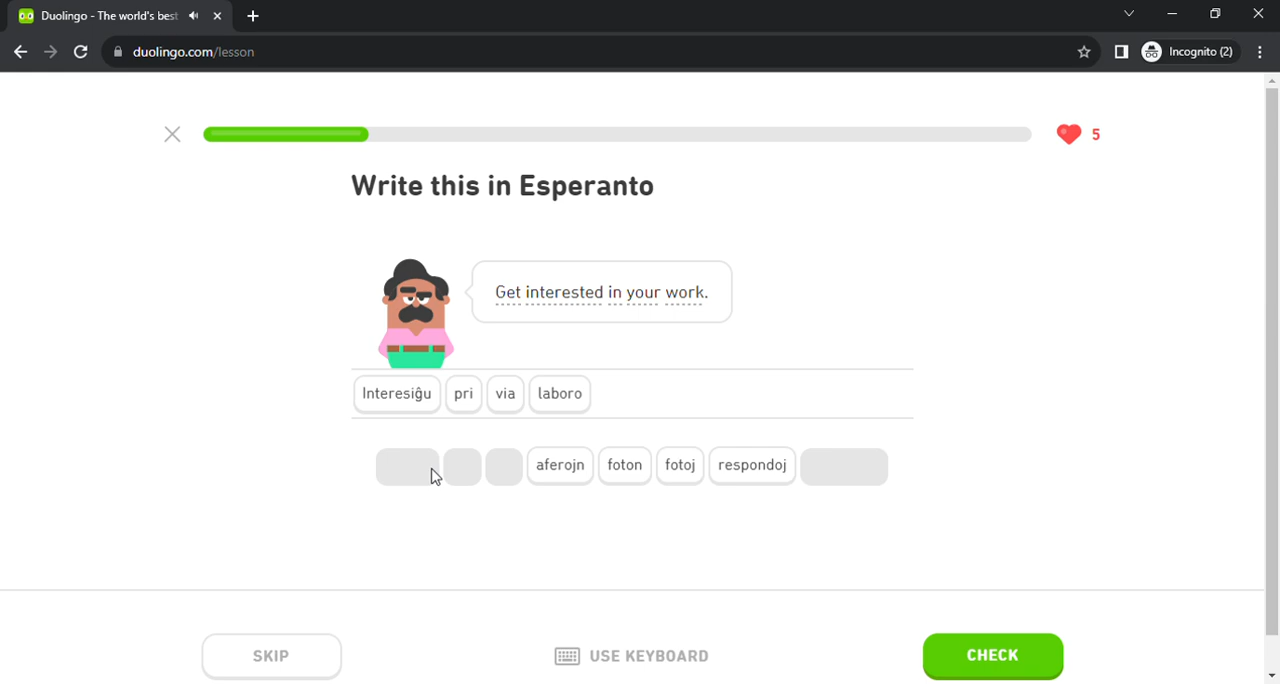 Duolingo - The world's best
duolingo.com/lesson
Incognito (2)
5
Write this in Esperanto
Get interested in your work.
Interesiĝu pri via laboro
aferojn foton fotoj respondoj
SKIP USE KEYBOARD CHECK